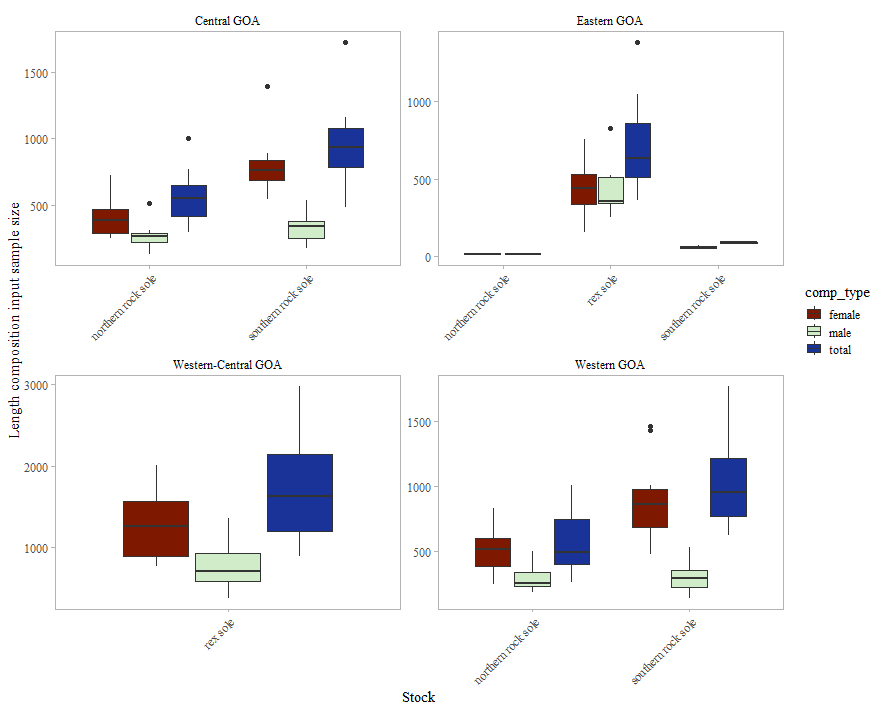 Central GOA
Eastern GOA
1500
1000
500
northern rock sole
southern rock sole
1000
500
0
northern rock sole
rex sole
southern rock sole
Length composition input sample size
comp_type
female
male
total
Western-Central GOA
Western GOA
3000
2000
1000
rex sole
1500
1000
500
northern rock sole
southern rock sole
Stock